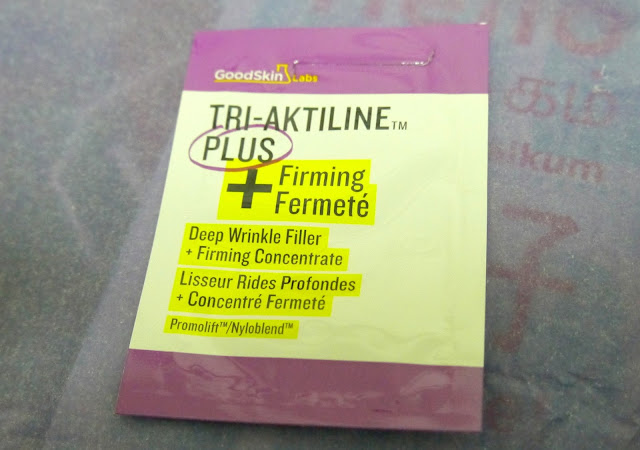 GoodSkin Labs
TRI-AKTILINE™
PLUS
+ Firming
Fermeté
Deep Wrinkle Filler
+ Firming Concentrate
Lisseur Rides Profondes
+ Concentré Fermeté
Promolift™/Nyloblend™